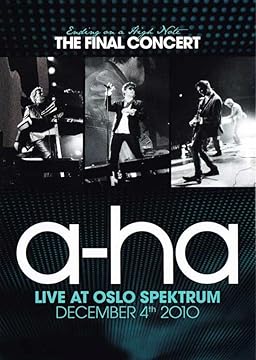 Ending on a High Note
THE FINAL CONCERT
a-ha
LIVE AT OSLO SPEKTRUM
DECEMBER 4th 2010